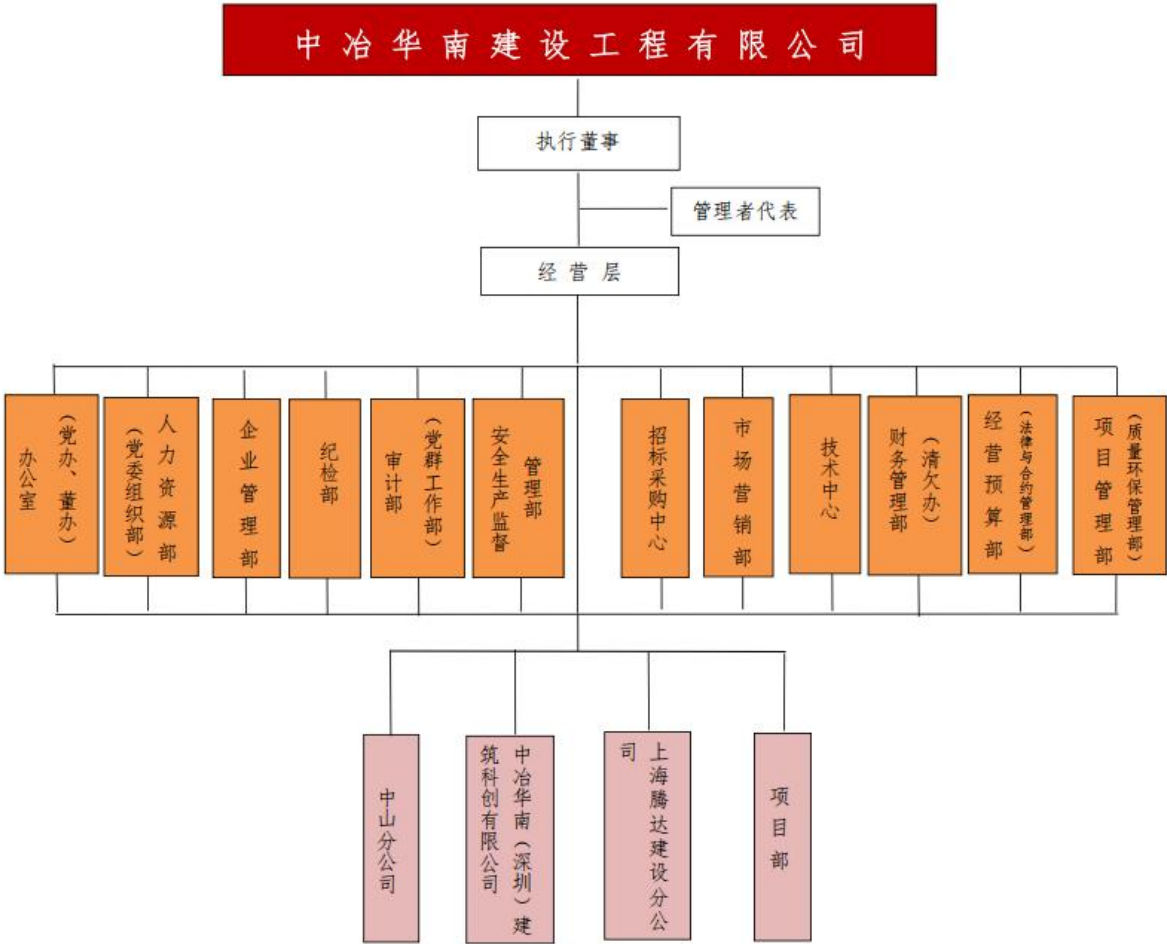 中冶华南建设工程有限公司
执行董事
管理者代表
经营层
办公室
（党办、董办）
人力资源部
（党委组织部）
企业管理部
纪检部
审计部
（党群工作部）
安全生产监督
管理部
招标采购中心
市场营销部
技术中心
财务管理部
（清欠办）
经营预算部
（法律与合约管理部）
项目管理部
（质量环保管理部）
中山分公司
中冶华南（深圳）建
筑科创有限公司
上海腾达建设分公
司
项目部